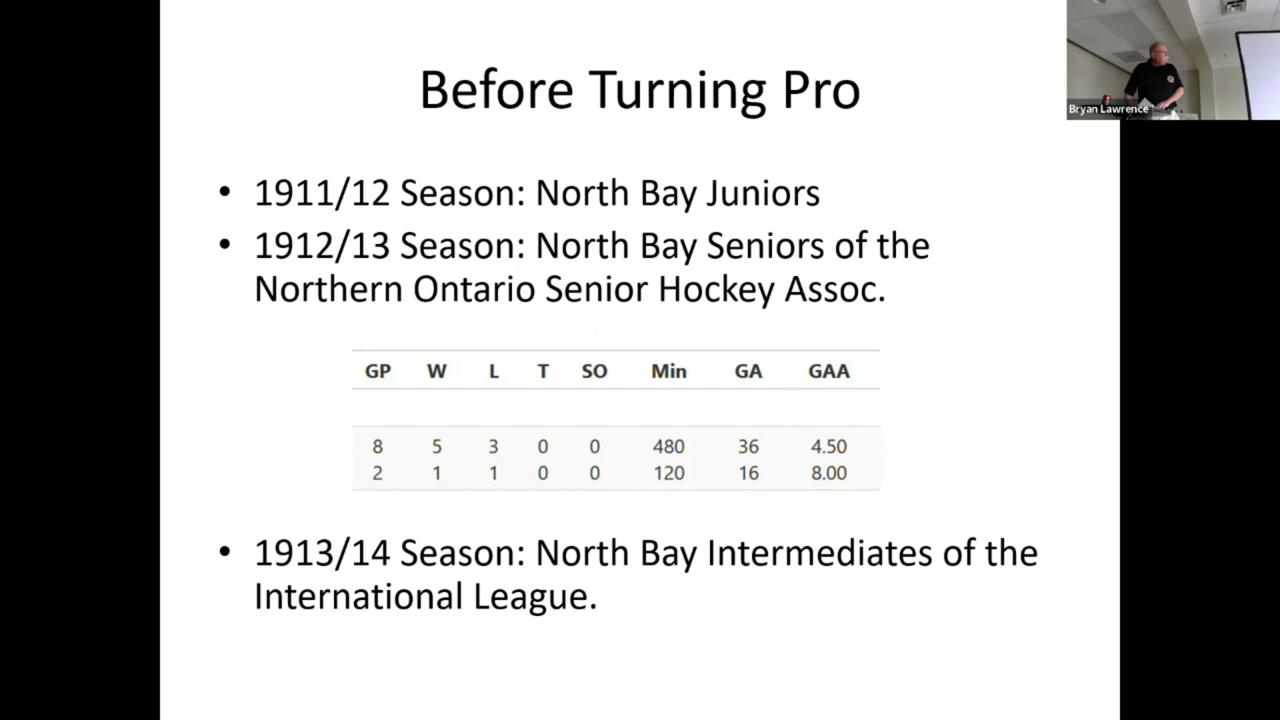 Before Turning Pro
Bryan Lawrence
• 1911/12 Season: North Bay Juniors
• 1912/13 Season: North Bay Seniors of the
Northern Ontario Senior Hockey Assoc.
GP W L T SO Min GA GAA
8 5 3 0 0 480 36 4.50
2 1 1 0 0 120 16 8.00
• 1913/14 Season: North Bay Intermediates of the
International League.